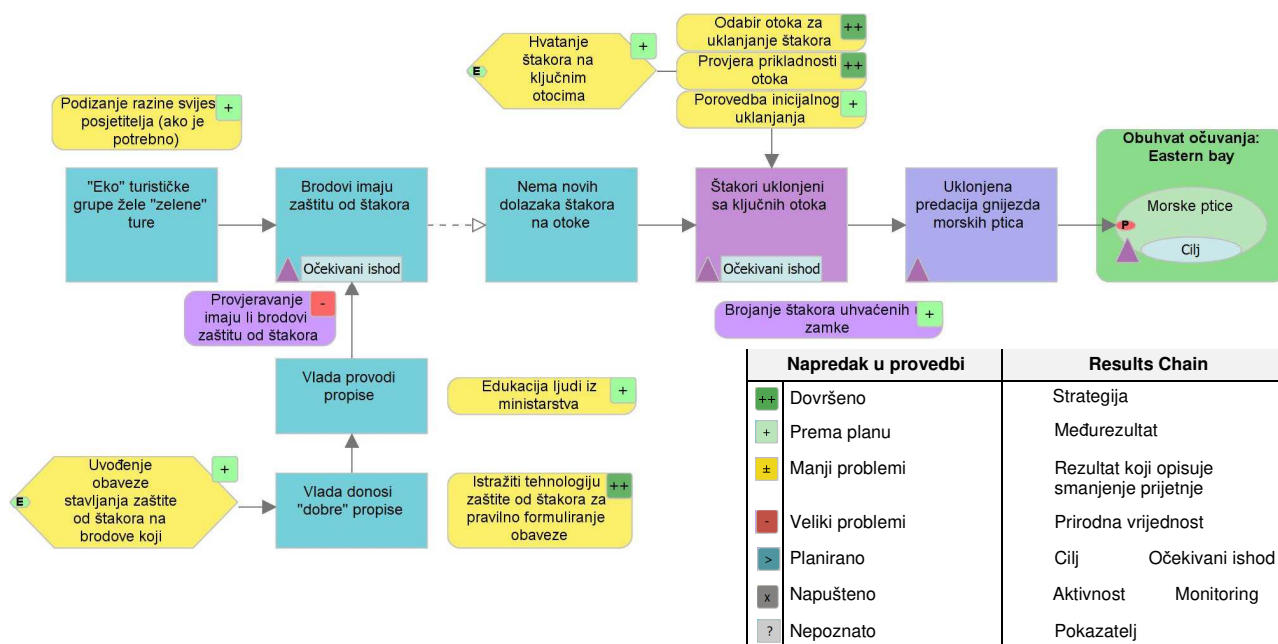 Hvatanje
štakora na
ključnim
otocima
+
E
Odabir otoka za
uklanjanje štakora
++
Provjera prikladnosti
otoka
++
Porovedba inicijalnog
uklanjanja
+
Podizanje razine svijes
posjetitelja (ako je
potrebno)
+
"Eko" turističke
grupe žele "zelene"
ture
Brodovi imaju
zaštitu od štakora
Očekivani ishod
Nema novih
dolazaka štakora
na otoke
Štakori uklonjeni
sa ključnih otoka
Očekivani ishod
Uklonjena
predacija gnijezda
morskih ptica
Obuhvat očuvanja:
Eastern bay
Morske ptice
P
Cilj
Provjeravanje
imaju li brodovi
zaštitu od štakora
-
Brojanje štakora uhvaćenih u
zamke
+
Vlada provodi
propise
Edukacija ljudi iz
ministarstva
+
Uvođenje
obaveze
stavljanja zaštite
od štakora na
brodove koji
+
E
Vlada donosi
"dobre" propise
Istražiti tehnologiju
zaštite od štakora za
pravilno formuliranje
obaveze
++
Napredak u provedbi Results Chain
++ Dovršeno Strategija
+ Prema planu Međurezultat
± Manji problemi Rezultat koji opisuje
smanjenje prijetnje
- Veliki problemi Prirodna vrijednost
> Planirano Cilj Očekivani ishod
x Napušteno Aktivnost Monitoring
? Nepoznato Pokazatelj